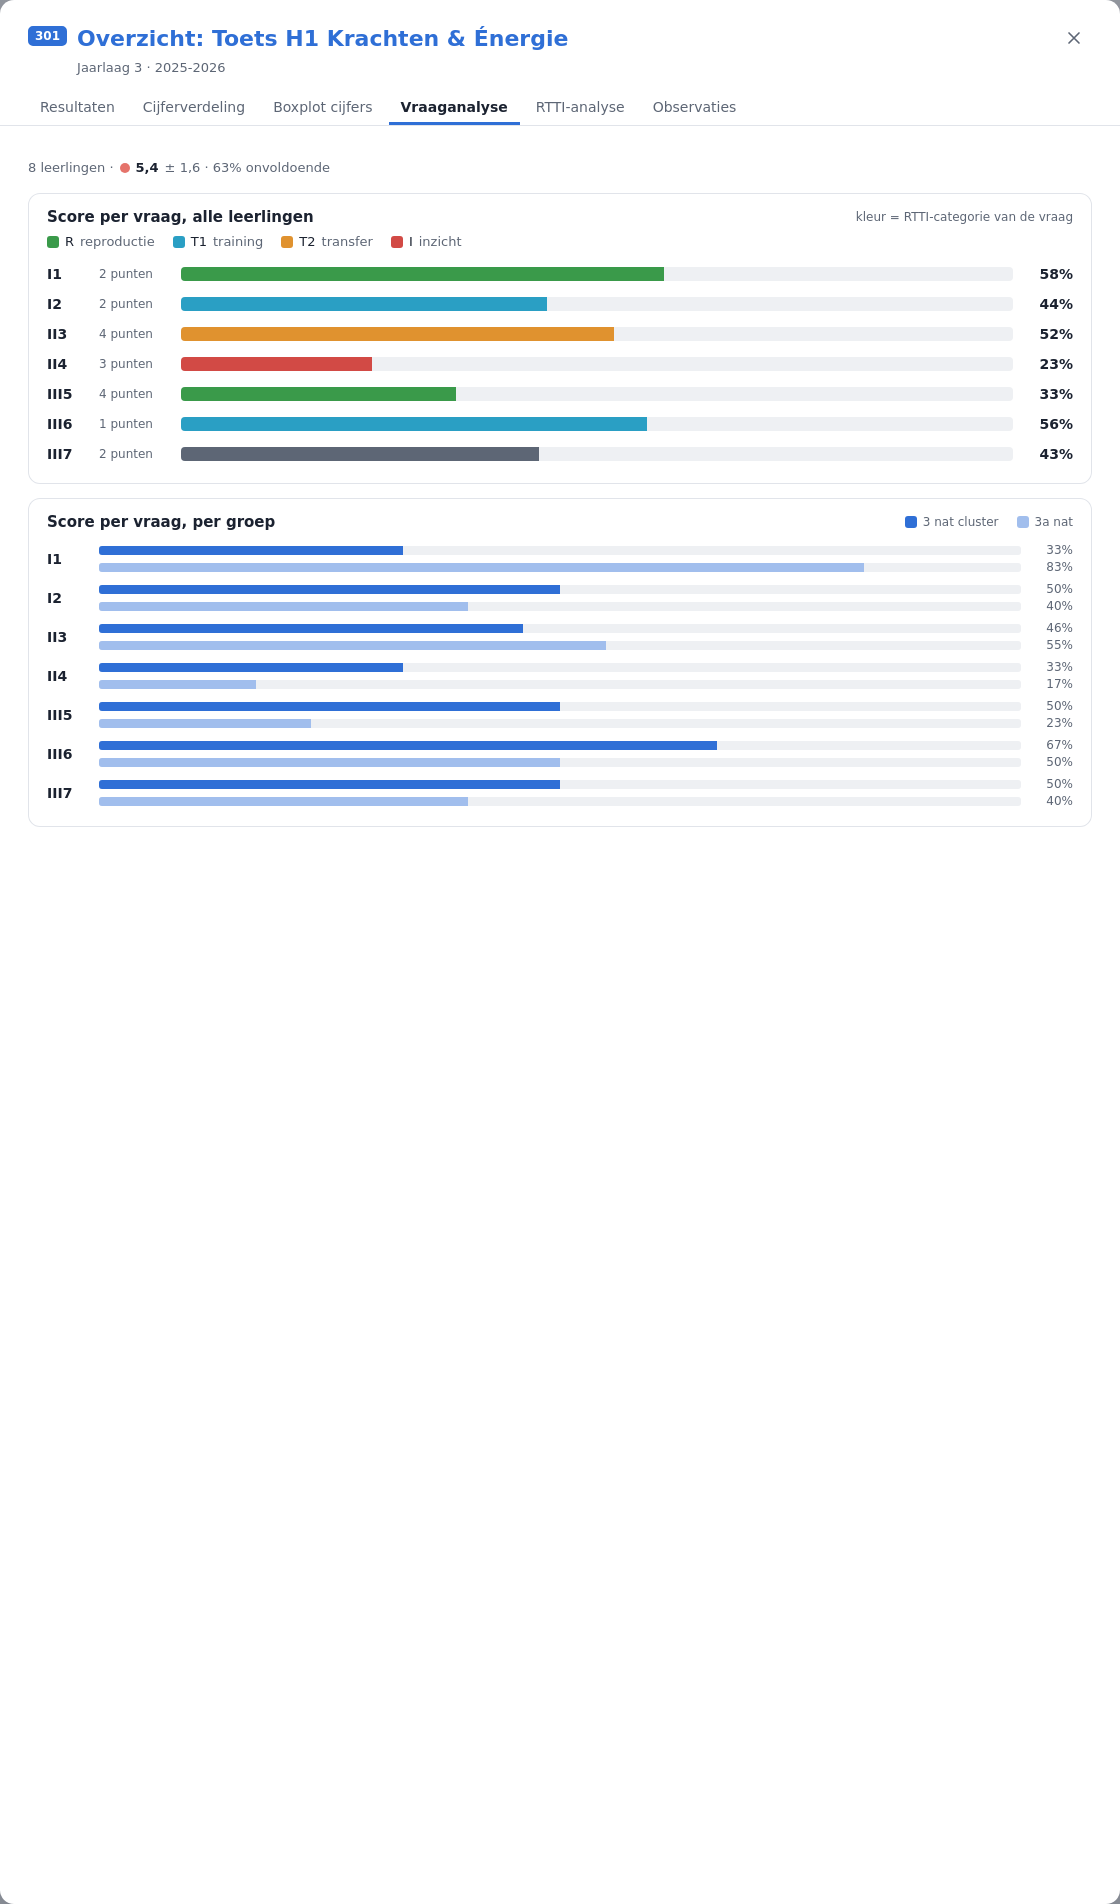 301 Overzicht: Toets H1 Krachten & Énergie
Jaarlaag 3 · 2025-2026
Resultaten Cijferverdeling Boxplot cijfers Vraaganalyse RTTI-analyse Observaties
8 leerlingen · 5,4 ± 1,6 · 63% onvoldoende
Score per vraag, alle leerlingen kleur = RTTI-categorie van de vraag
R reproductie T1 training T2 transfer I inzicht
I1 2 punten 58%
I2 2 punten 44%
II3 4 punten 52%
II4 3 punten 23%
III5 4 punten 33%
III6 1 punten 56%
III7 2 punten 43%
Score per vraag, per groep 3 nat cluster 3a nat
I1 33%
83%
I2 50%
40%
II3 46%
55%
II4 33%
17%
III5 50%
23%
III6 67%
50%
III7 50%
40%